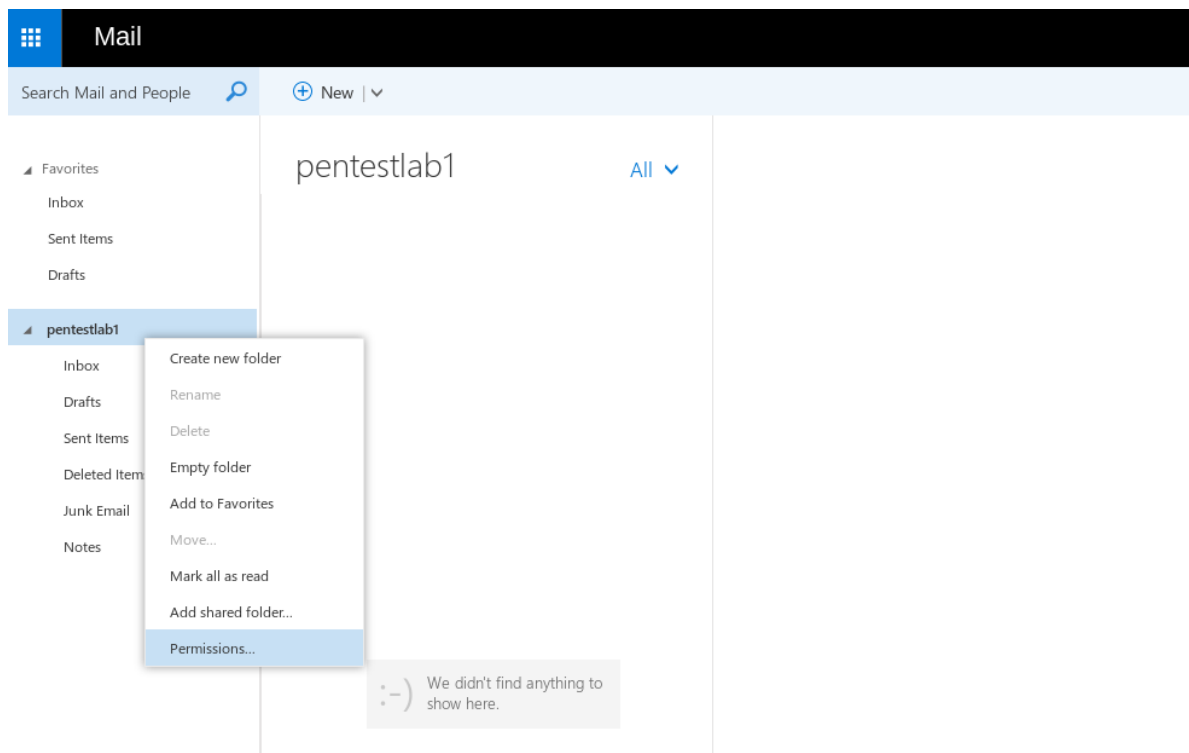 Mail
Search Mail and People
New
Favorites
Inbox
Sent Items
Drafts
pentestlab1
Inbox
Drafts
Sent Items
Deleted Item
Junk Email
Notes
Create new folder
Rename
Delete
Empty folder
Add to Favorites
Move...
Mark all as read
Add shared folder...
Permissions...
pentestlab1
All
:-)
We didn't find anything to
show here.